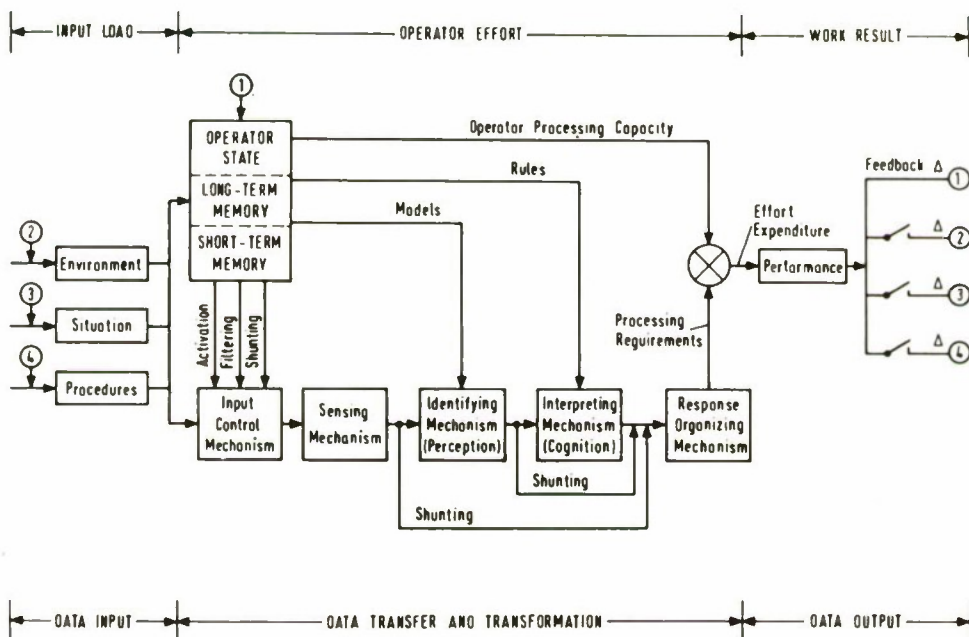 INPUT LOAD
OPERATOR EFFORT
WORK RESULT
1
OPERATOR
STATE
LONG-TERM
MEMORY
SHORT-TERM
MEMORY
Operator Processing Capacity
Rules
Models
Feedback Δ
1
Δ
2
Δ
3
Δ
4
2
Environment
3
Situation
4
Procedures
Activation
Filtering
Shunting
Effort
Expenditure
Performance
Processing
Requirements
Input
Control
Mechanism
Sensing
Mechanism
Identifying
Mechanism
(Perception)
Interpreting
Mechanism
(Cognition)
Response
Organizing
Mechanism
Shunting
Shunting
DATA INPUT
DATA TRANSFER AND TRANSFORMATION
DATA OUTPUT